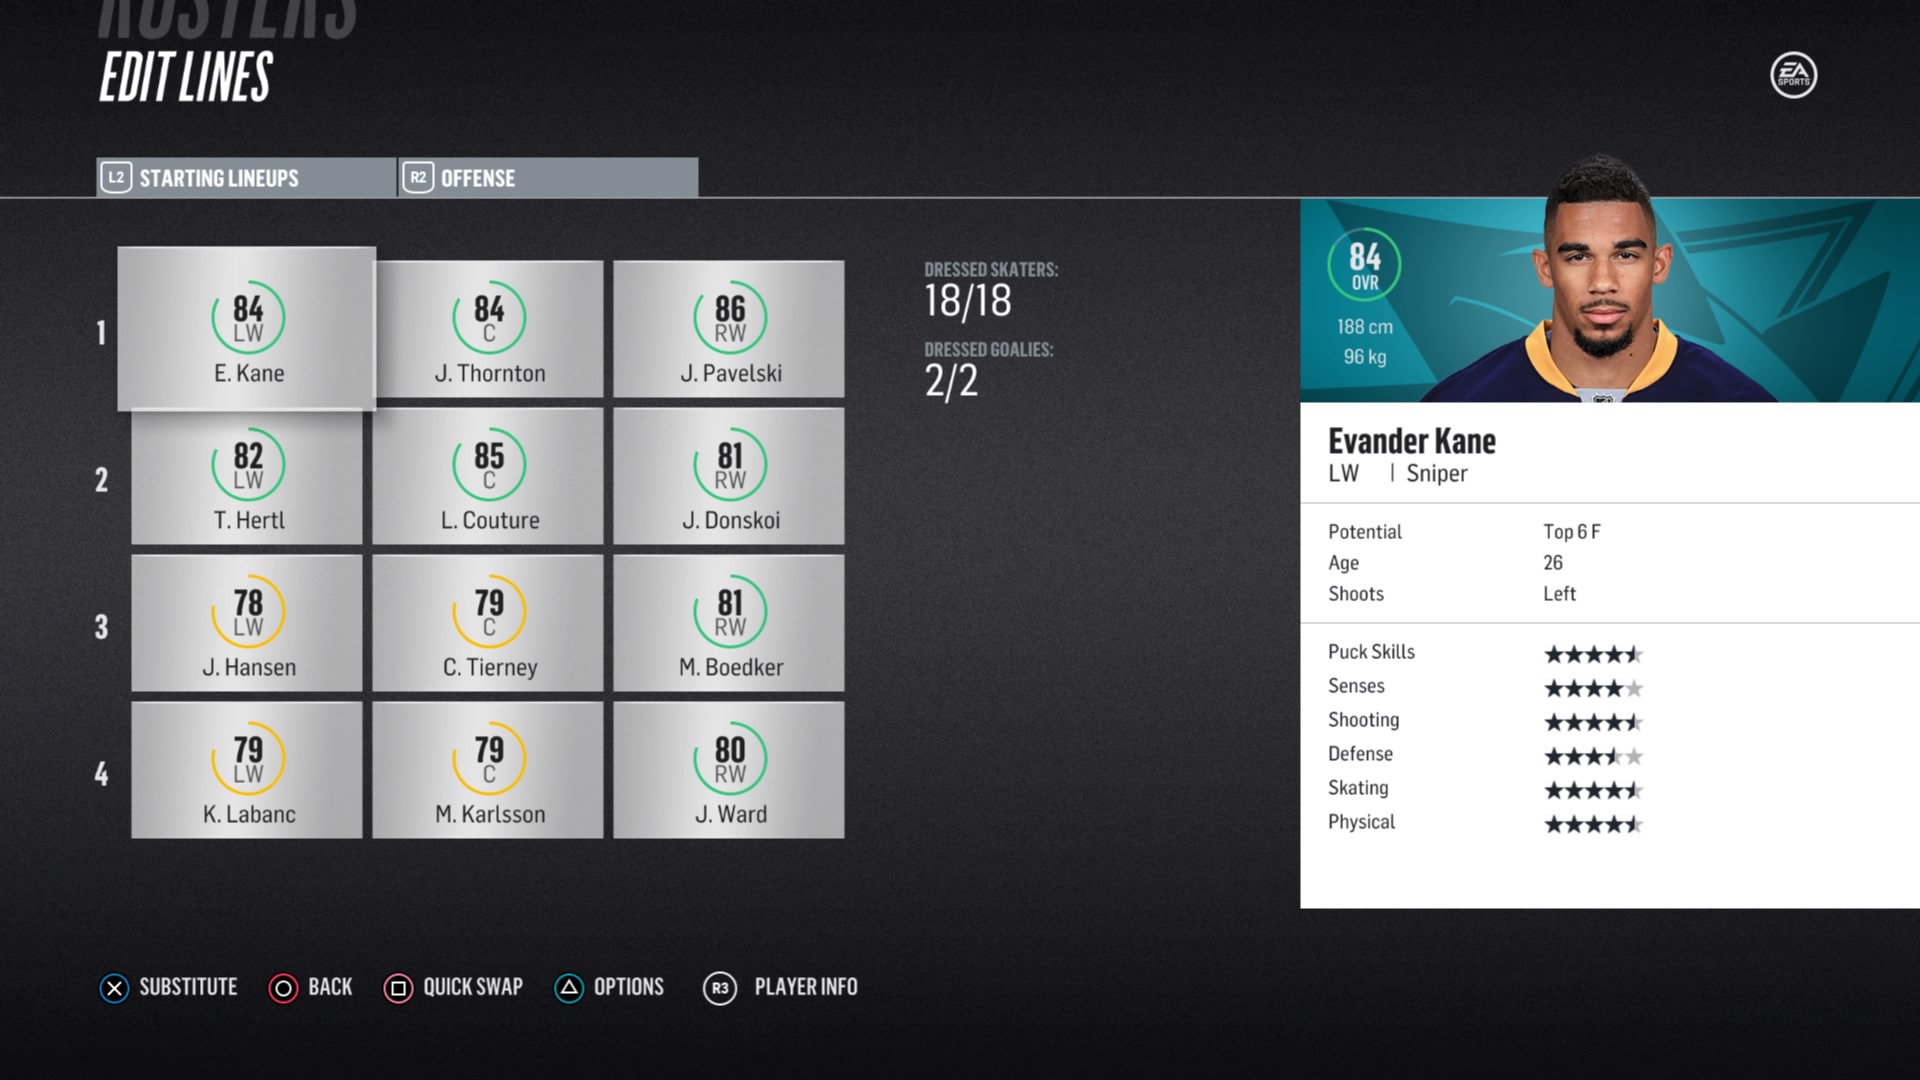 ROSTERS
EDIT LINES
EA
SPORTS
L2 STARTING LINEUPS
R2 OFFENSE
1
84
LW
E. Kane
84
C
J. Thornton
86
RW
J. Pavelski
2
82
LW
T. Hertl
85
C
L. Couture
81
RW
J. Donskoi
3
78
LW
J. Hansen
79
C
C. Tierney
81
RW
M. Boedker
4
79
LW
K. Labanc
79
C
M. Karlsson
80
RW
J. Ward
DRESSED SKATERS:
18/18
DRESSED GOALIES:
2/2
84
OVR
188 cm
96 kg
Evander Kane
LW | Sniper
Potential Top 6 F
Age 26
Shoots Left
Puck Skills
Senses
Shooting
Defense
Skating
Physical
SUBSTITUTE BACK QUICK SWAP OPTIONS R3 PLAYER INFO